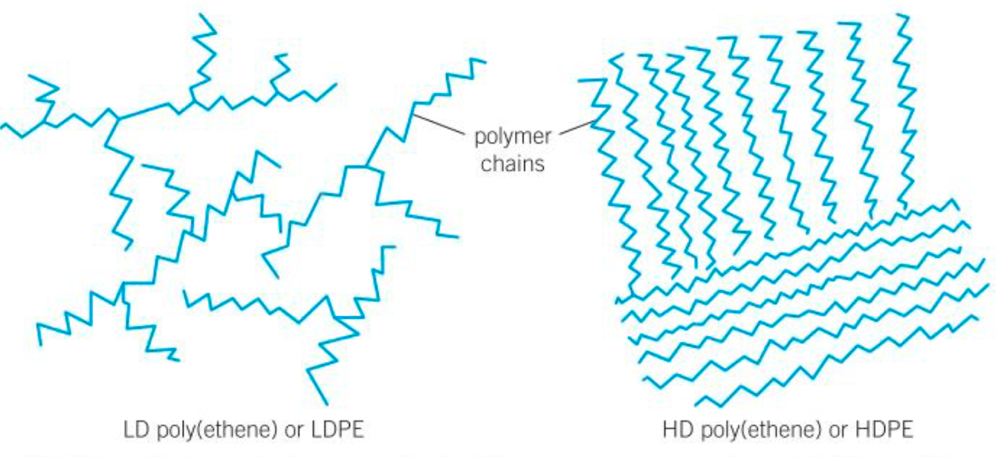 polymer
chains
LD poly(ethene) or LDPE
HD poly(ethene) or HDPE